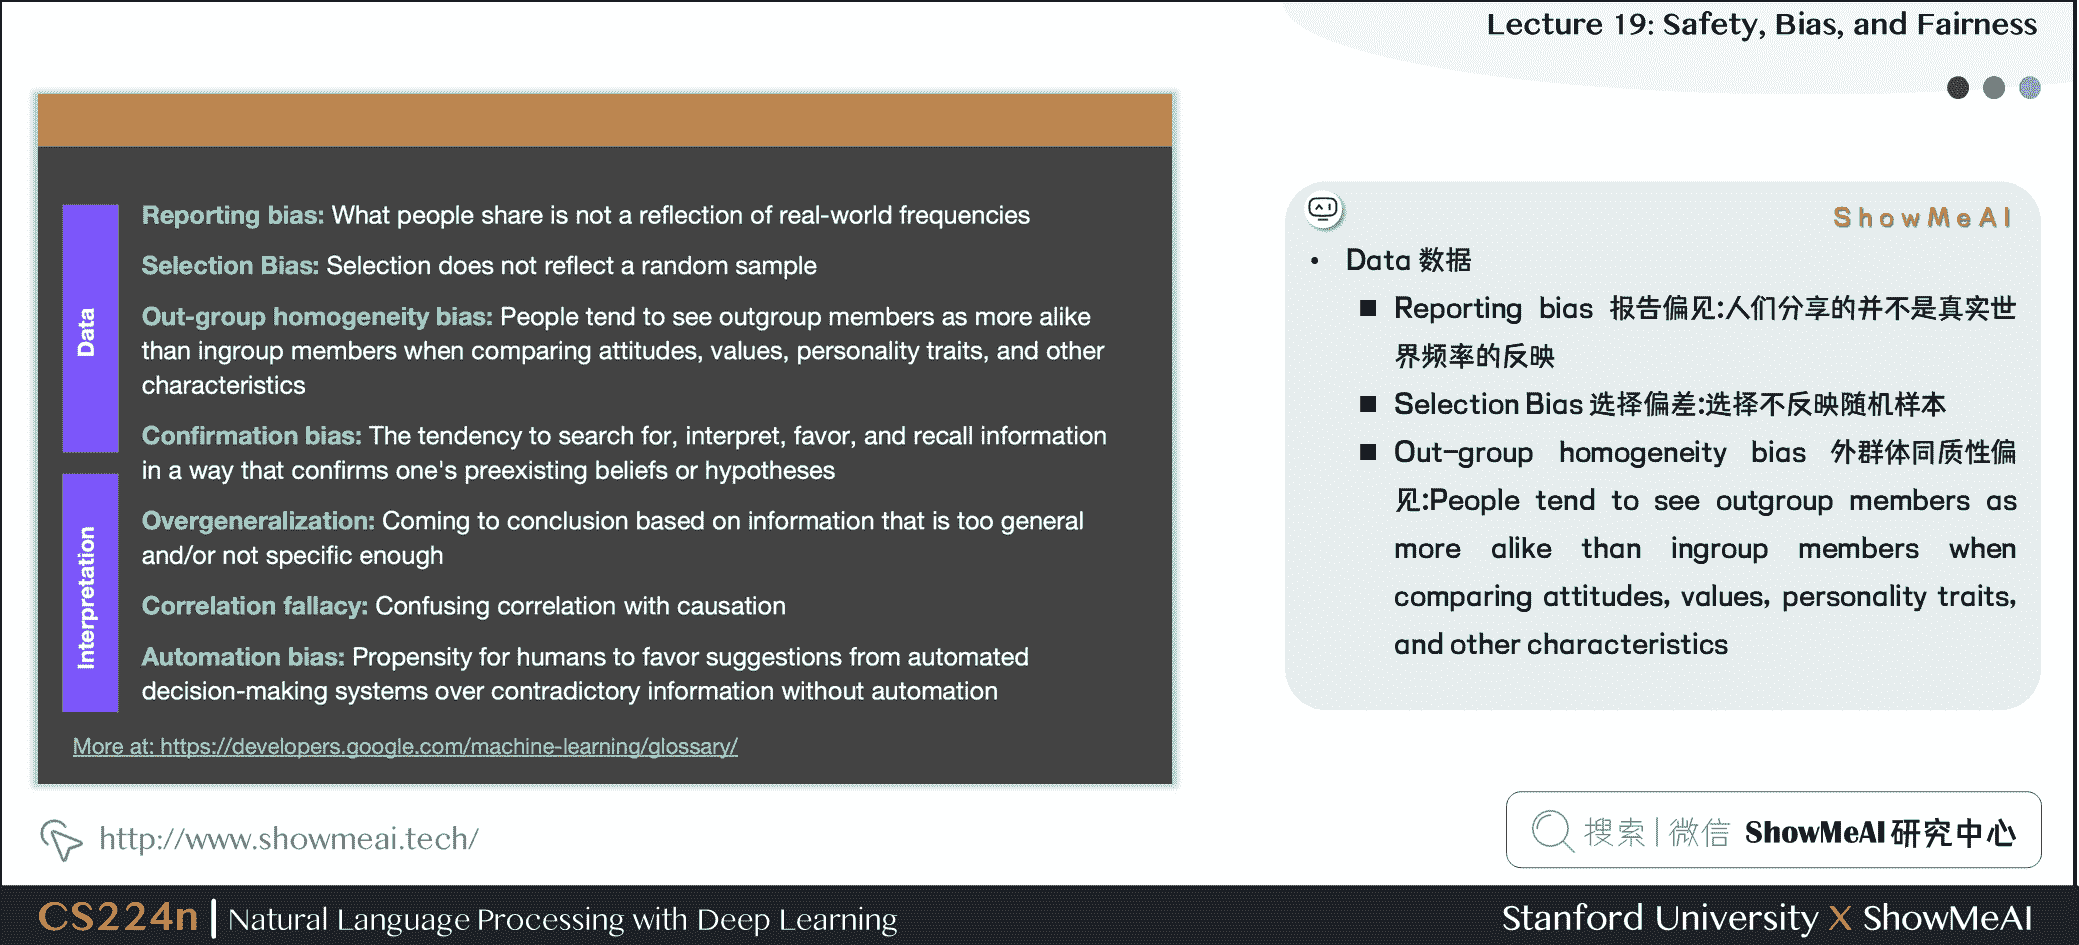 Lecture 19: Safety, Bias, and Fairness
Data
Reporting bias: What people share is not a reflection of real-world frequencies
Selection Bias: Selection does not reflect a random sample
Out-group homogeneity bias: People tend to see outgroup members as more alike
than ingroup members when comparing attitudes, values, personality traits, and other
characteristics
Interpretation
Confirmation bias: The tendency to search for, interpret, favor, and recall information
in a way that confirms one's preexisting beliefs or hypotheses
Overgeneralization: Coming to conclusion based on information that is too general
and/or not specific enough
Correlation fallacy: Confusing correlation with causation
Automation bias: Propensity for humans to favor suggestions from automated
decision-making systems over contradictory information without automation
More at: https://developers.google.com/machine-learning/glossary/
ShowMeAI
• Data 数据
■ Reporting bias 报告偏见:人们分享的并不是真实世
界频率的反映
■ Selection Bias 选择偏差:选择不反映随机样本
■ Out-group homogeneity bias 外群体同质性偏
见:People tend to see outgroup members as
more alike than ingroup members when
comparing attitudes, values, personality traits,
and other characteristics
http://www.showmeai.tech/
搜索 | 微信 ShowMeAI 研究中心
CS224n | Natural Language Processing with Deep Learning
Stanford University X ShowMeAI